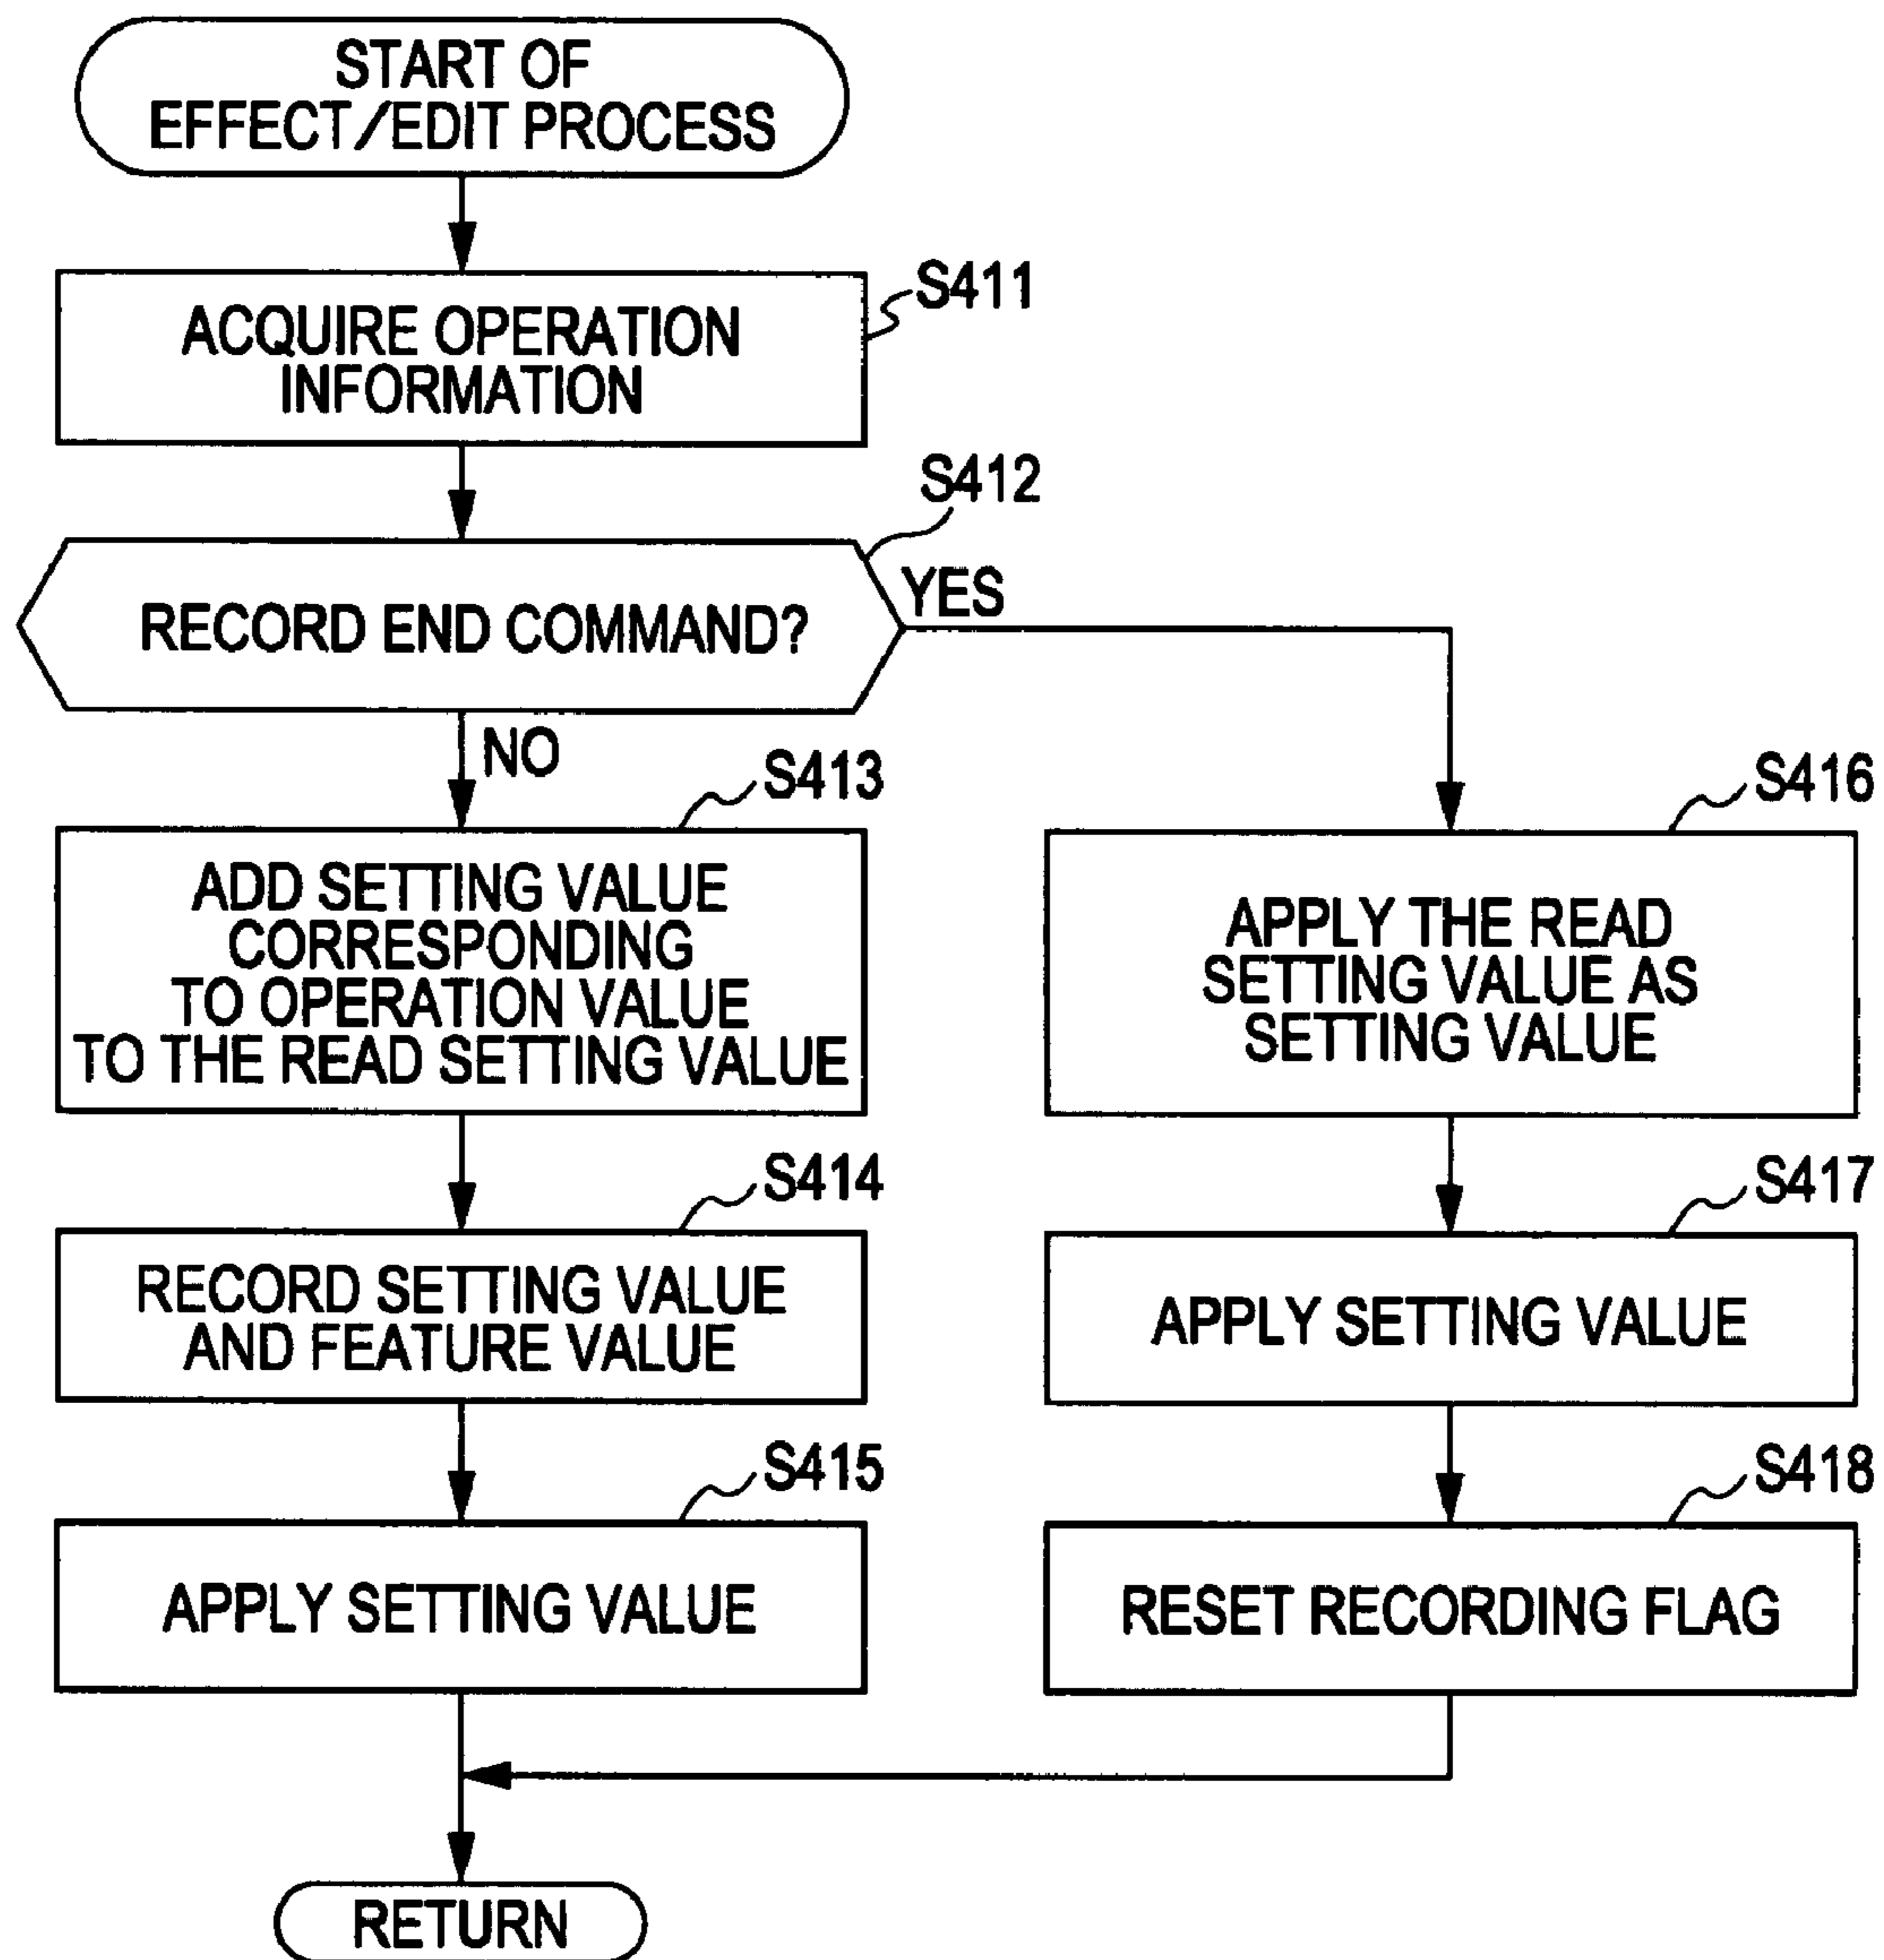 START OF
EFFECT/EDIT PROCESS
S411
ACQUIRE OPERATION
INFORMATION
S412
RECORD END COMMAND?
YES
NO
S413
ADD SETTING VALUE
CORRESPONDING
TO OPERATION VALUE
TO THE READ SETTING VALUE
S416
APPLY THE READ
SETTING VALUE AS
SETTING VALUE
S414
RECORD SETTING VALUE
AND FEATURE VALUE
S417
APPLY SETTING VALUE
S415
APPLY SETTING VALUE
S418
RESET RECORDING FLAG
RETURN